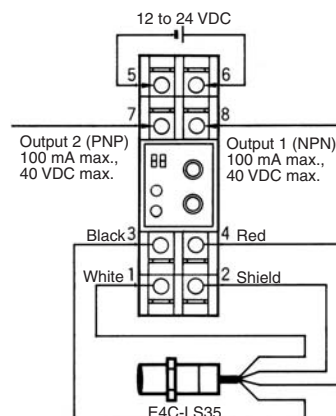 12 to 24 VDC
5 6
7 8
Output 2 (PNP)
100 mA max.,
40 VDC max.
Output 1 (NPN)
100 mA max.,
40 VDC max.
Black 3 4 Red
White 1 2 Shield
E4C-LS35